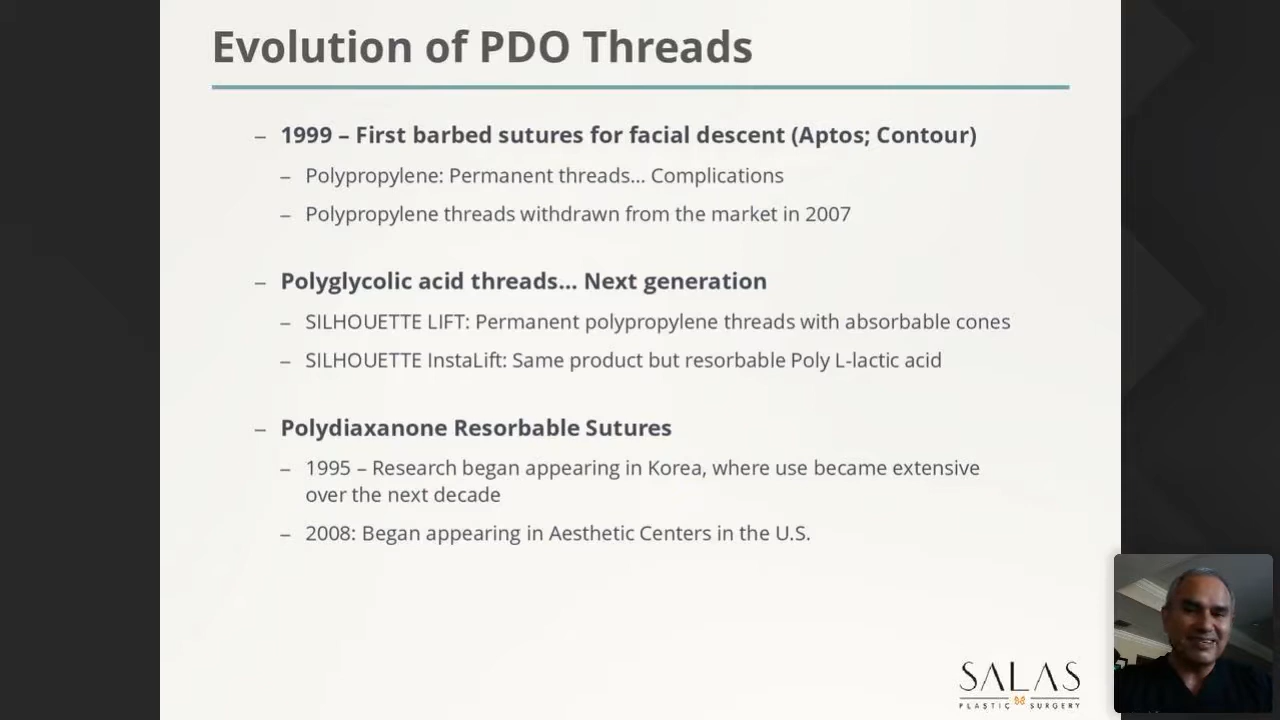 Evolution of PDO Threads
– 1999 – First barbed sutures for facial descent (Aptos; Contour)
– Polypropylene: Permanent threads... Complications
– Polypropylene threads withdrawn from the market in 2007
– Polyglycolic acid threads... Next generation
– SILHOUETTE LIFT: Permanent polypropylene threads with absorbable cones
– SILHOUETTE InstaLift: Same product but resorbable Poly L-lactic acid
– Polydiaxanone Resorbable Sutures
– 1995 – Research began appearing in Korea, where use became extensive
over the next decade
– 2008: Began appearing in Aesthetic Centers in the U.S.
SALAS
PLASTIC SURGERY